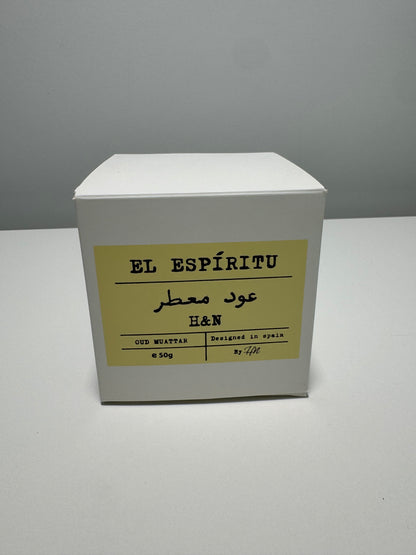 EL ESPÍRITU
عود معطر
H&N
OUD MUATTAR
Designed in spain
℮ 50g
By HN